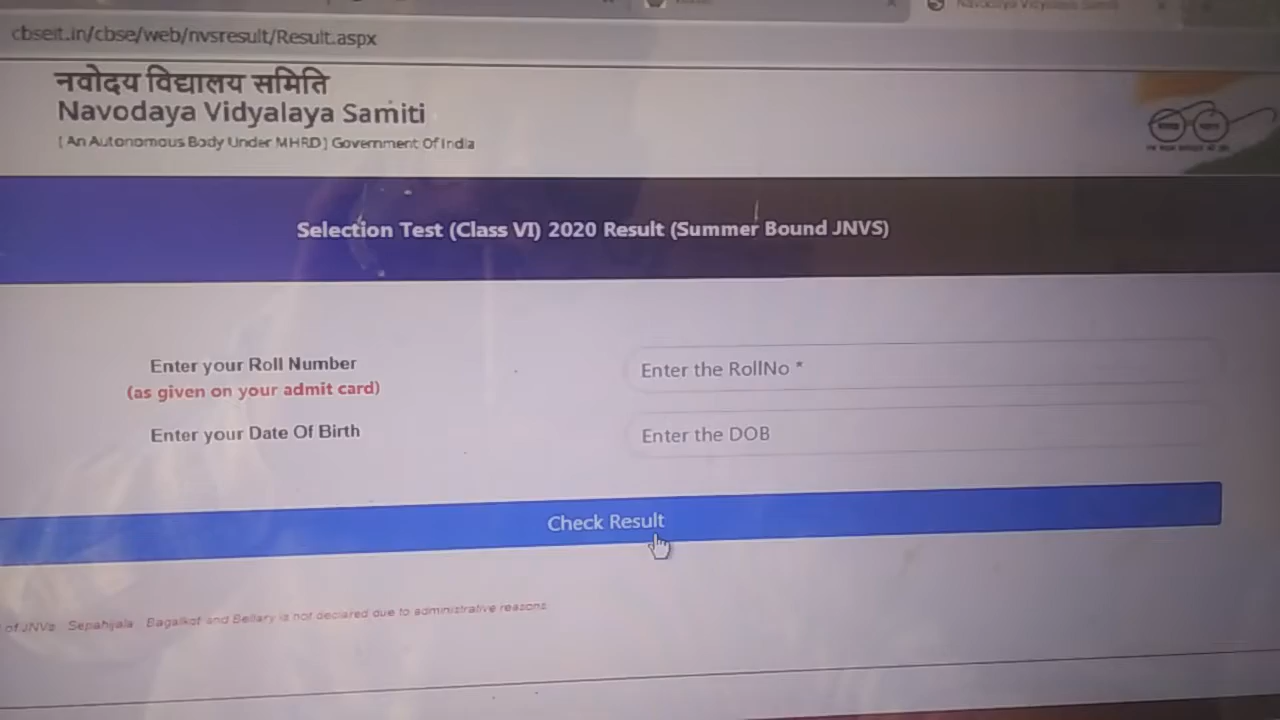 cbseit.in/cbse/web/nvsresult/Result.aspx
नवोदय विद्यालय समिति
Navodaya Vidyalaya Samiti
( An Autonomous Body Under MHRD ) Government Of India
Selection Test (Class VI) 2020 Result (Summer Bound JNVS)
Enter your Roll Number
Enter the RollNo *
(as given on your admit card)
Enter your Date Of Birth
Enter the DOB
Check Result
of JNVs Sepahijala Bagalkot and Bellary is not declared due to administrative reasons